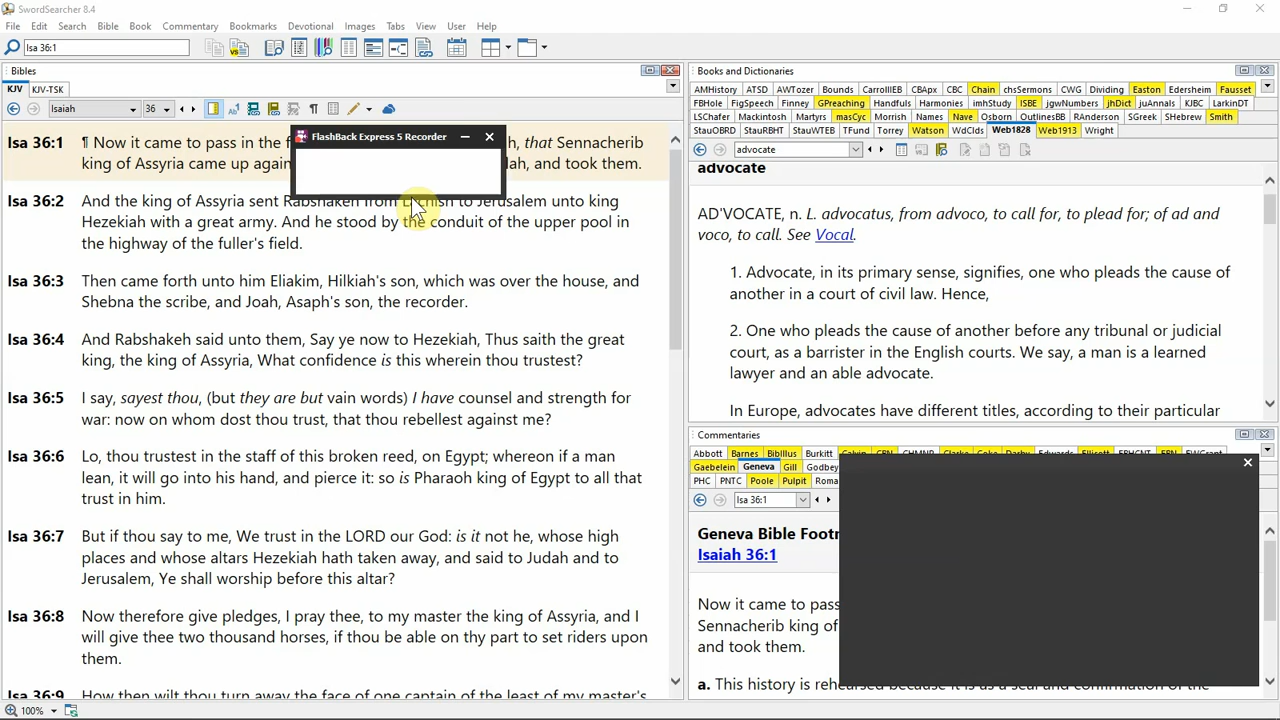 SwordSearcher 8.4
File Edit Search Bible Book Commentary Bookmarks Devotional Images Tabs View User Help
Isa 36:1
Bibles
KJV KJV-TSK
Isaiah 36
Isa 36:1 ¶ Now it came to pass in the f h, that Sennacherib
king of Assyria came up again lah, and took them.
FlashBack Express 5 Recorder
Isa 36:2 And the king of Assyria sent Rabshakeh from Lachish to Jerusalem unto king
Hezekiah with a great army. And he stood by the conduit of the upper pool in
the highway of the fuller's field.
Isa 36:3 Then came forth unto him Eliakim, Hilkiah's son, which was over the house, and
Shebna the scribe, and Joah, Asaph's son, the recorder.
Isa 36:4 And Rabshakeh said unto them, Say ye now to Hezekiah, Thus saith the great
king, the king of Assyria, What confidence is this wherein thou trustest?
Isa 36:5 I say, sayest thou, (but they are but vain words) I have counsel and strength for
war: now on whom dost thou trust, that thou rebellest against me?
Isa 36:6 Lo, thou trustest in the staff of this broken reed, on Egypt; whereon if a man
lean, it will go into his hand, and pierce it: so is Pharaoh king of Egypt to all that
trust in him.
Isa 36:7 But if thou say to me, We trust in the LORD our God: is it not he, whose high
places and whose altars Hezekiah hath taken away, and said to Judah and to
Jerusalem, Ye shall worship before this altar?
Isa 36:8 Now therefore give pledges, I pray thee, to my master the king of Assyria, and I
will give thee two thousand horses, if thou be able on thy part to set riders upon
them.
Isa 36:9 How then wilt thou turn away the face of one captain of the least of my master's
100%
Books and Dictionaries
AMHistory ATSD AWTozer Bounds CarrollIEB CBApx CBC Chain chsSermons CWG Dividing Easton Edersheim Fausset
FBHole FigSpeech Finney GPreaching Handfuls Harmonies imhStudy ISBE jgwNumbers jhDict juAnnals KJBC LarkinDT
LSChafer Mackintosh Martyrs masCyc Morrish Names Nave Osborn OutlinesBB RAnderson SGreek SHebrew Smith
StauOBRD StauRBHT StauWTEB TFund Torrey Watson WdClds Web1828 Web1913 Wright
advocate
advocate
AD'VOCATE, n. L. advocatus, from advoco, to call for, to plead for; of ad and
voco, to call. See Vocal.
1. Advocate, in its primary sense, signifies, one who pleads the cause of
another in a court of civil law. Hence,
2. One who pleads the cause of another before any tribunal or judicial
court, as a barrister in the English courts. We say, a man is a learned
lawyer and an able advocate.
In Europe, advocates have different titles, according to their particular
Commentaries
Abbott Barnes BibIllus Burkitt
Gaebelein Geneva Gill Godbey
PHC PNTC Poole Pulpit Roma
Isa 36:1
Geneva Bible Footn
Isaiah 36:1
Now it came to pass
Sennacherib king of
and took them.
a. This history is rehearsed because it is as a seal and confirmation of the